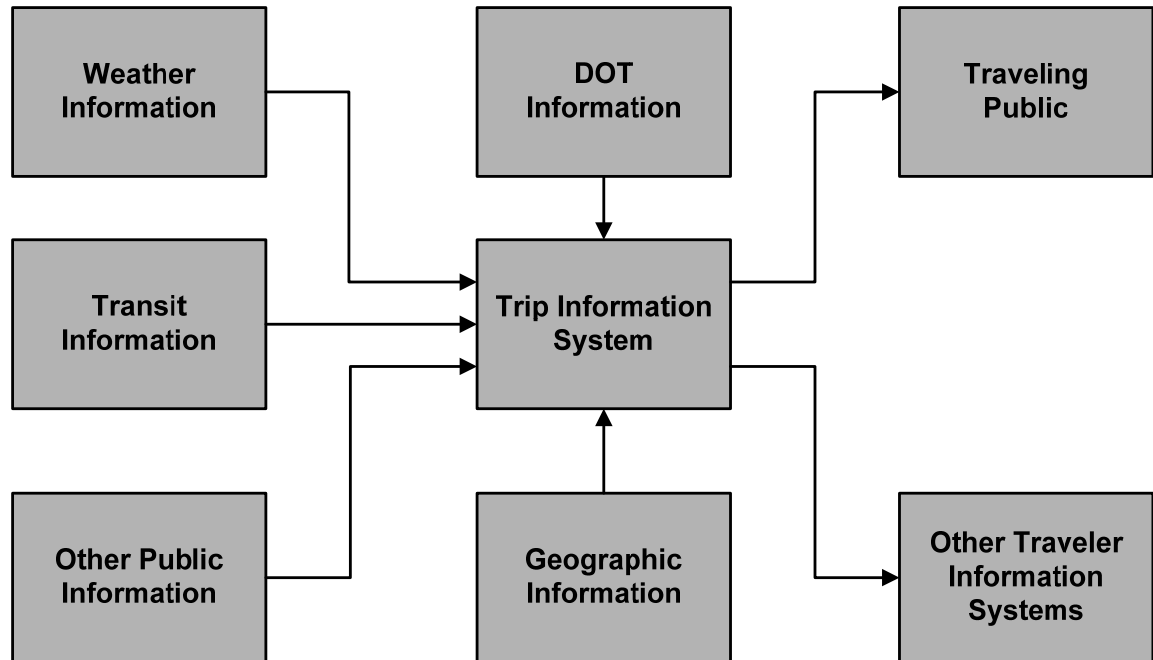 Weather
Information
DOT
Information
Traveling
Public
Transit
Information
Trip Information
System
Other Public
Information
Geographic
Information
Other Traveler
Information
Systems